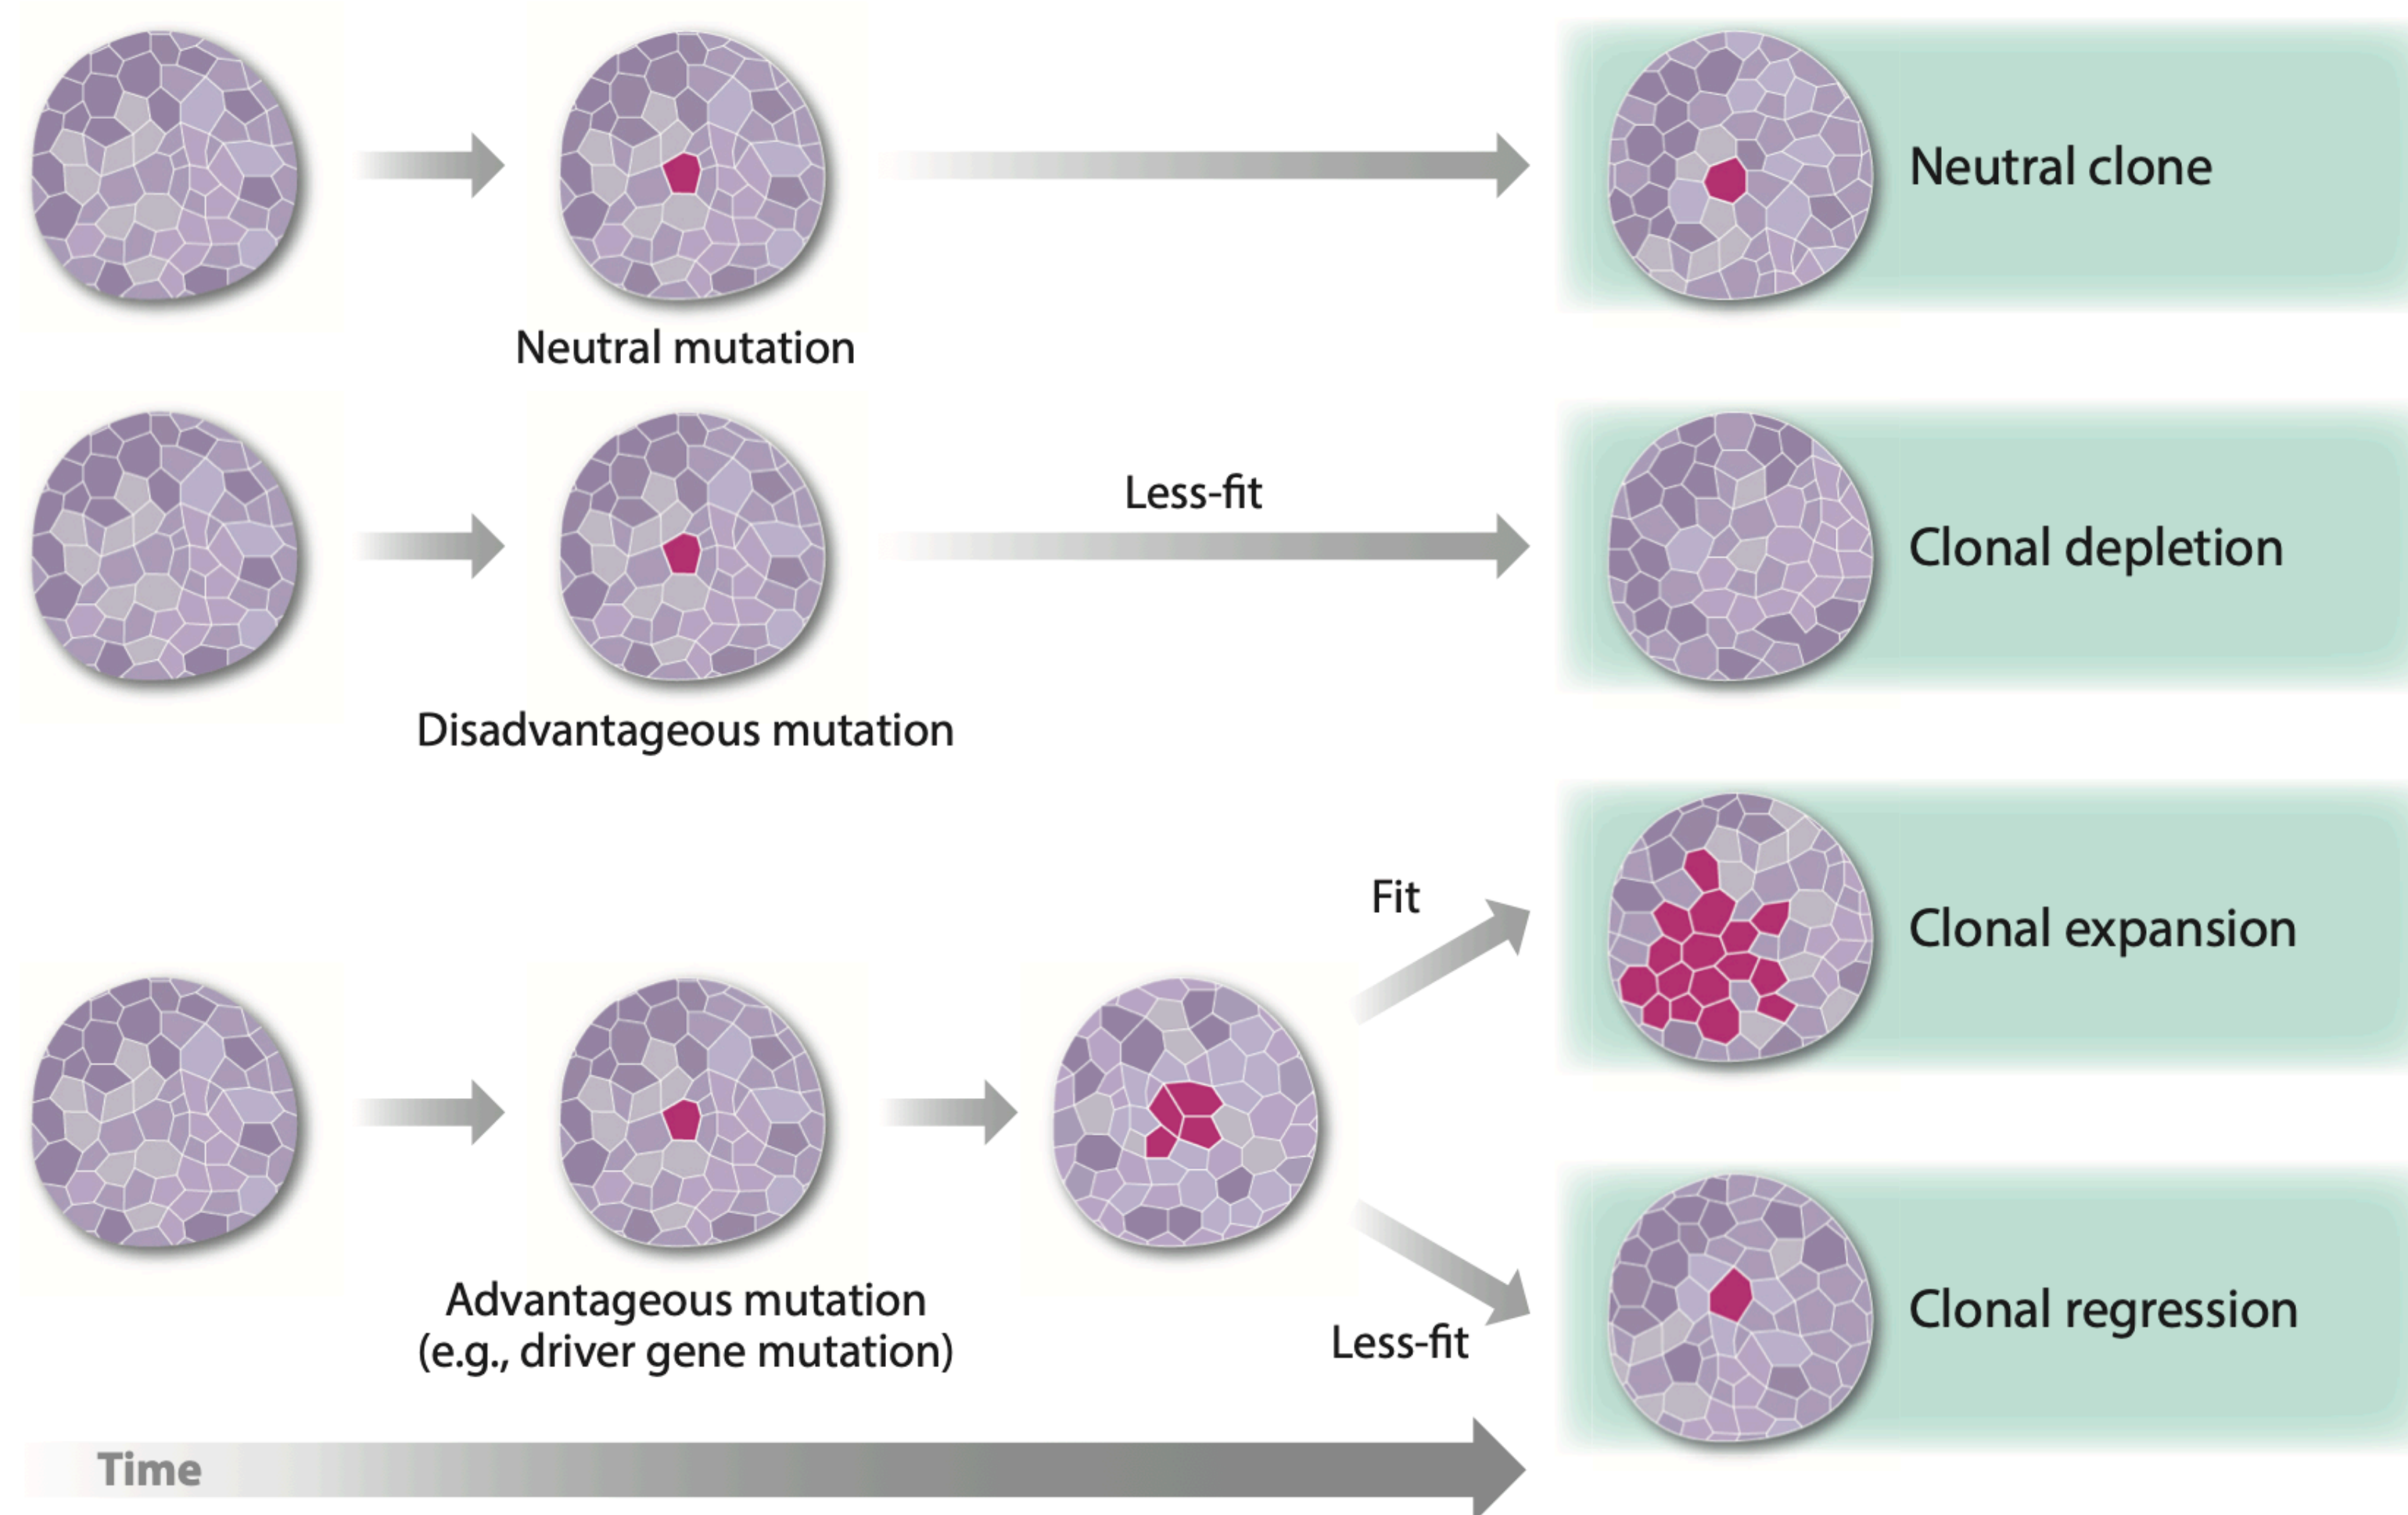 Neutral clone
Neutral mutation
Less-fit
Clonal depletion
Disadvantageous mutation
Fit
Clonal expansion
Advantageous mutation
(e.g., driver gene mutation)
Less-fit
Clonal regression
Time